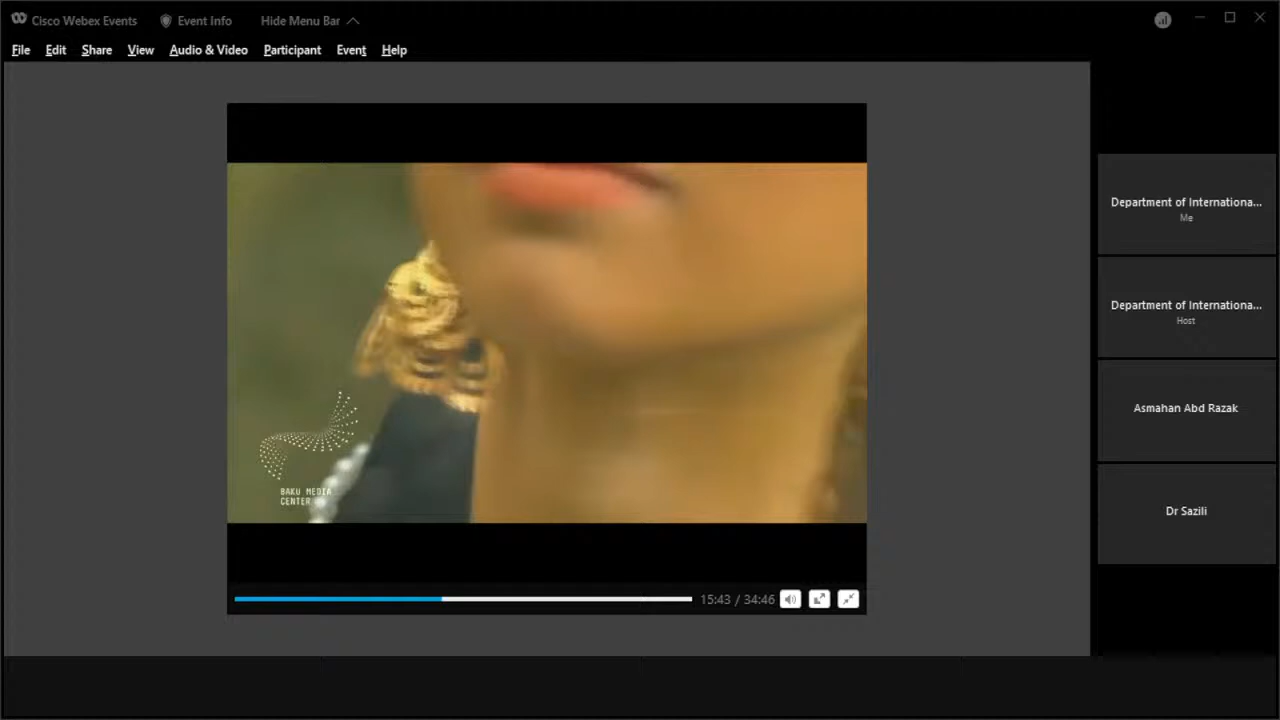 Cisco Webex Events
Event Info
Hide Menu Bar
File Edit Share View Audio & Video Participant Event Help
Department of Internationa...
Me
Department of Internationa...
Host
Asmahan Abd Razak
Dr Sazili
BAKU MEDIA
CENTER
15:43 / 34:46